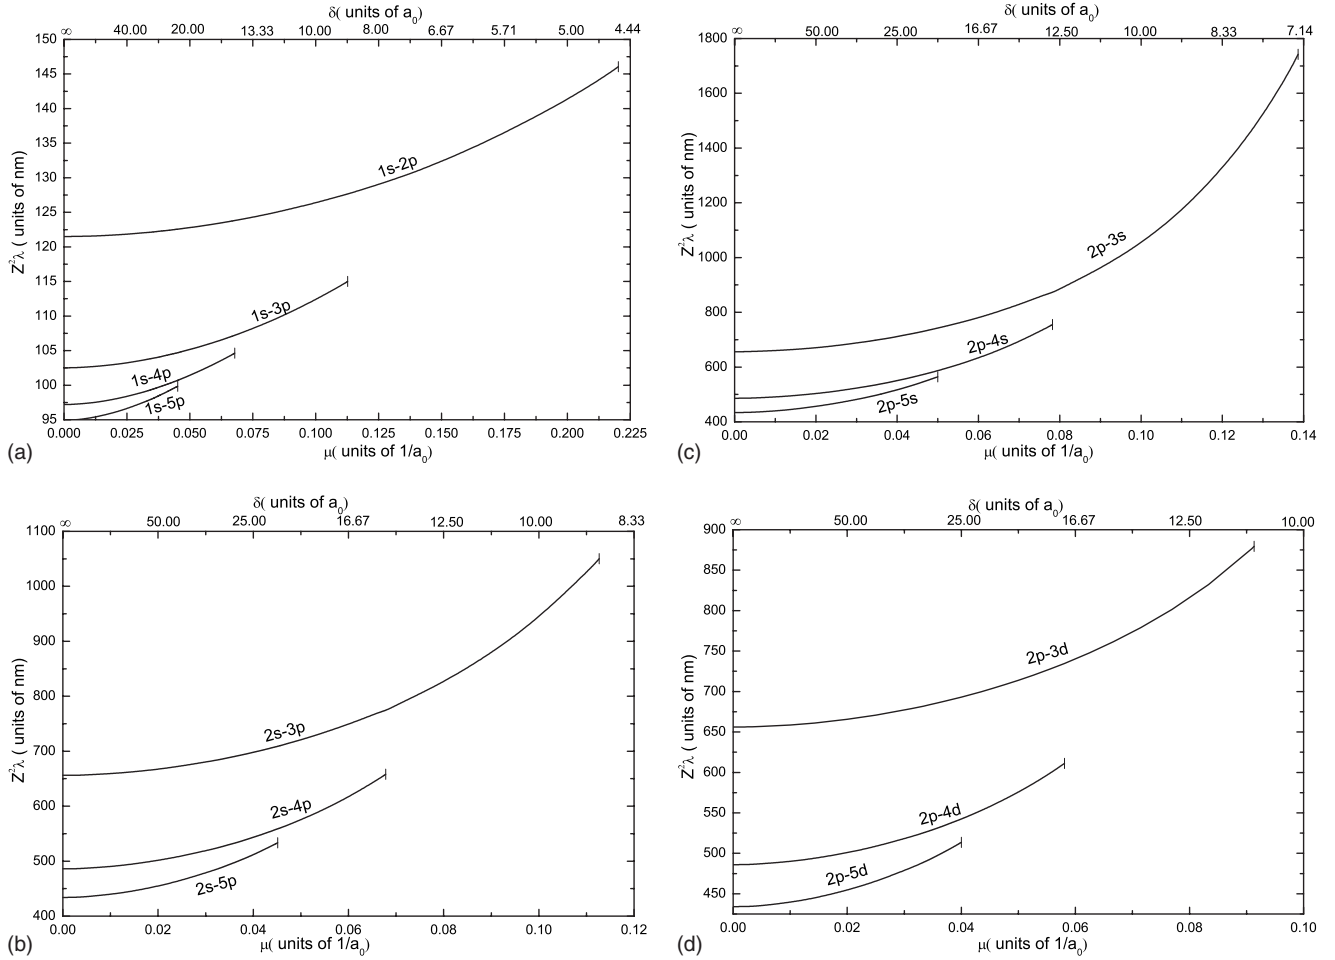 δ( units of a0)
∞ 40.00 20.00 13.33 10.00 8.00 6.67 5.71 5.00 4.44
150
145
140
135
130
125
120
115
110
105
100
95
Z2λ ( units of nm)
1s-2p
1s-3p
1s-4p
1s-5p
0.000 0.025 0.050 0.075 0.100 0.125 0.150 0.175 0.200 0.225
μ( units of 1/a0)
(a)
δ( units of a0)
∞ 50.00 25.00 16.67 12.50 10.00 8.33 7.14
1800
1600
1400
1200
1000
800
600
400
Z2λ ( units of nm)
2p-3s
2p-4s
2p-5s
0.00 0.02 0.04 0.06 0.08 0.10 0.12 0.14
μ( units of 1/a0)
(c)
δ( units of a0)
∞ 50.00 25.00 16.67 12.50 10.00 8.33
1100
1000
900
800
700
600
500
400
Z2λ ( units of nm)
2s-3p
2s-4p
2s-5p
0.00 0.02 0.04 0.06 0.08 0.10 0.12
μ( units of 1/a0)
(b)
δ( units of a0)
∞ 50.00 25.00 16.67 12.50 10.00
900
850
800
750
700
650
600
550
500
450
Z2λ ( units of nm)
2p-3d
2p-4d
2p-5d
0.00 0.02 0.04 0.06 0.08 0.10
μ( units of 1/a0)
(d)